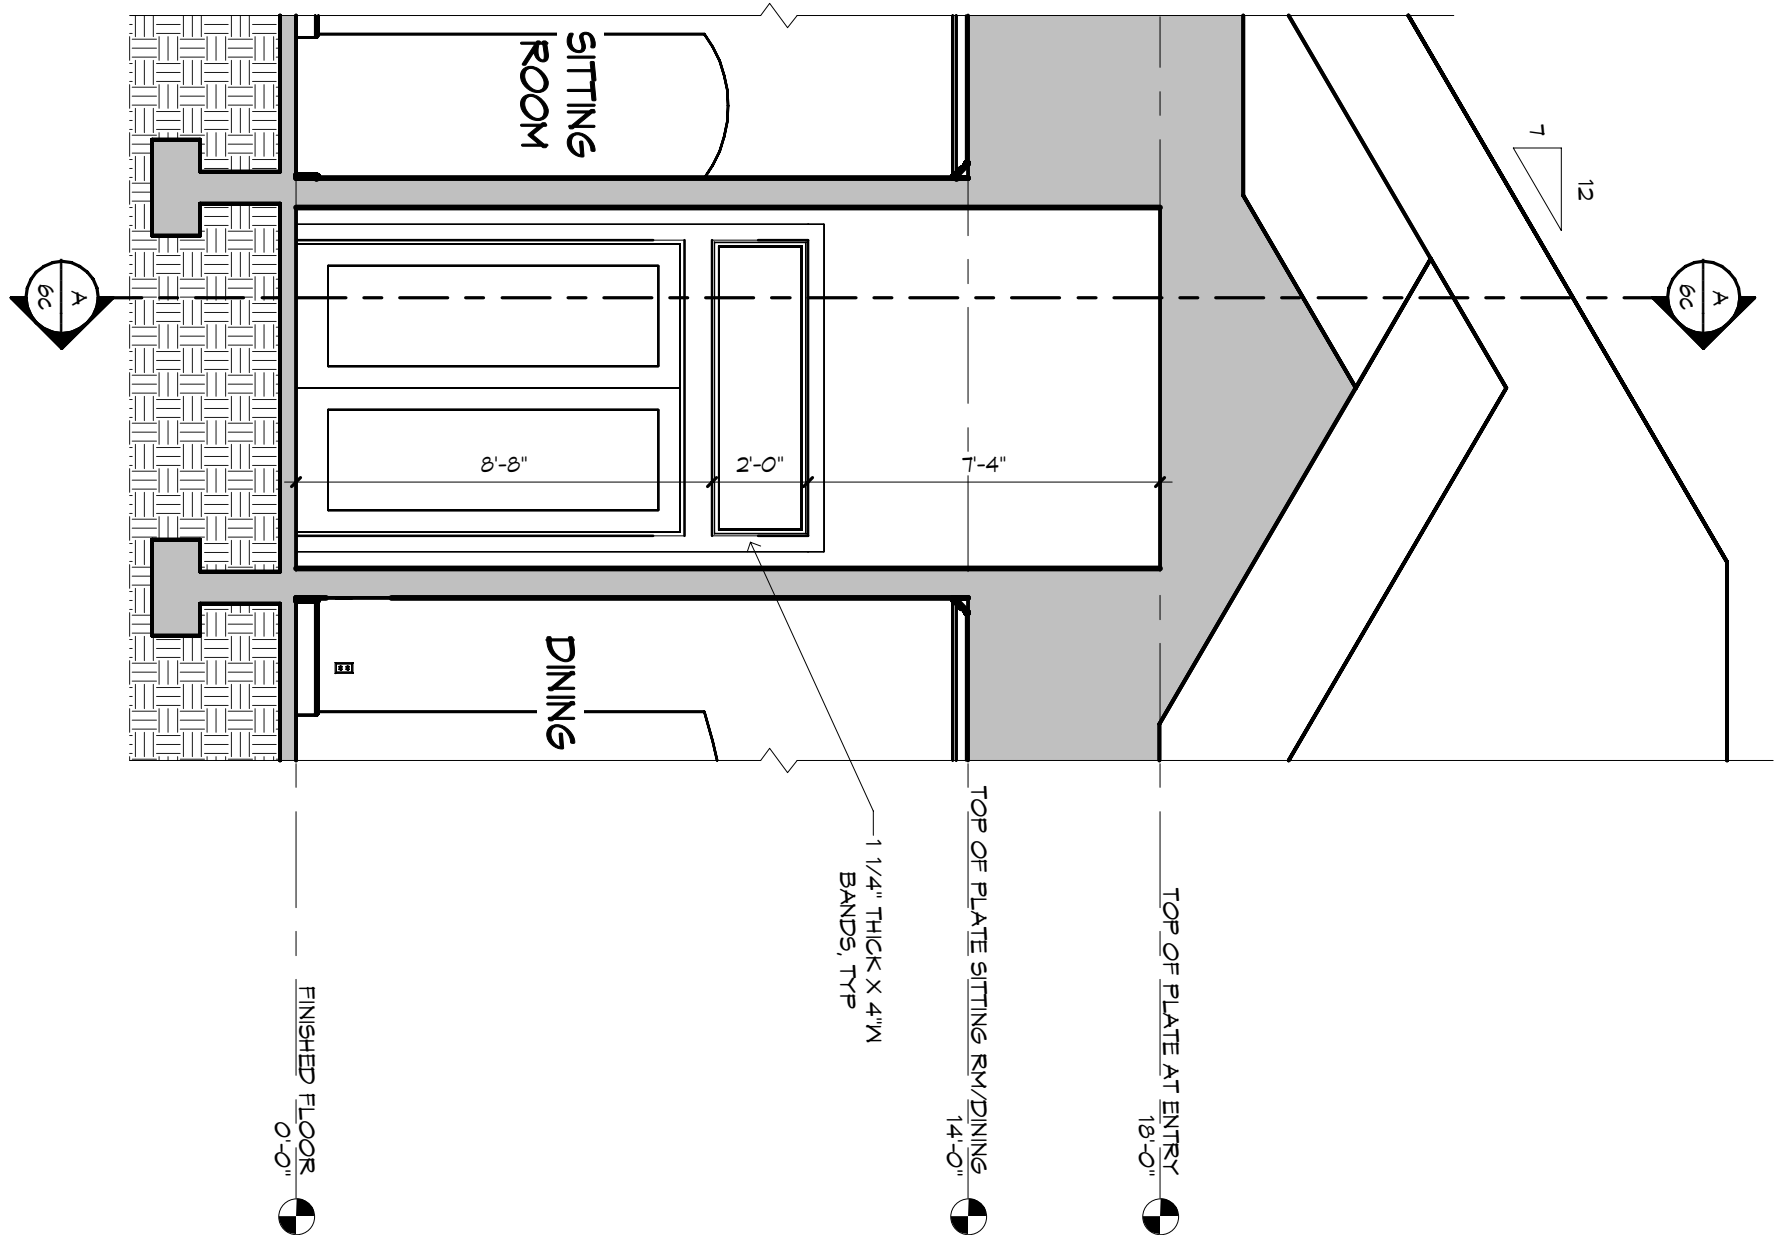 SITTING
ROOM
7
12
A
6C
A
6C
8'-8"
2'-0"
7'-4"
DINING
1 1/4" THICK X 4"W
BANDS, TYP
TOP OF PLATE AT ENTRY
18'-0"
TOP OF PLATE SITTING RM/DINING
14'-0"
FINISHED FLOOR
0'-0"